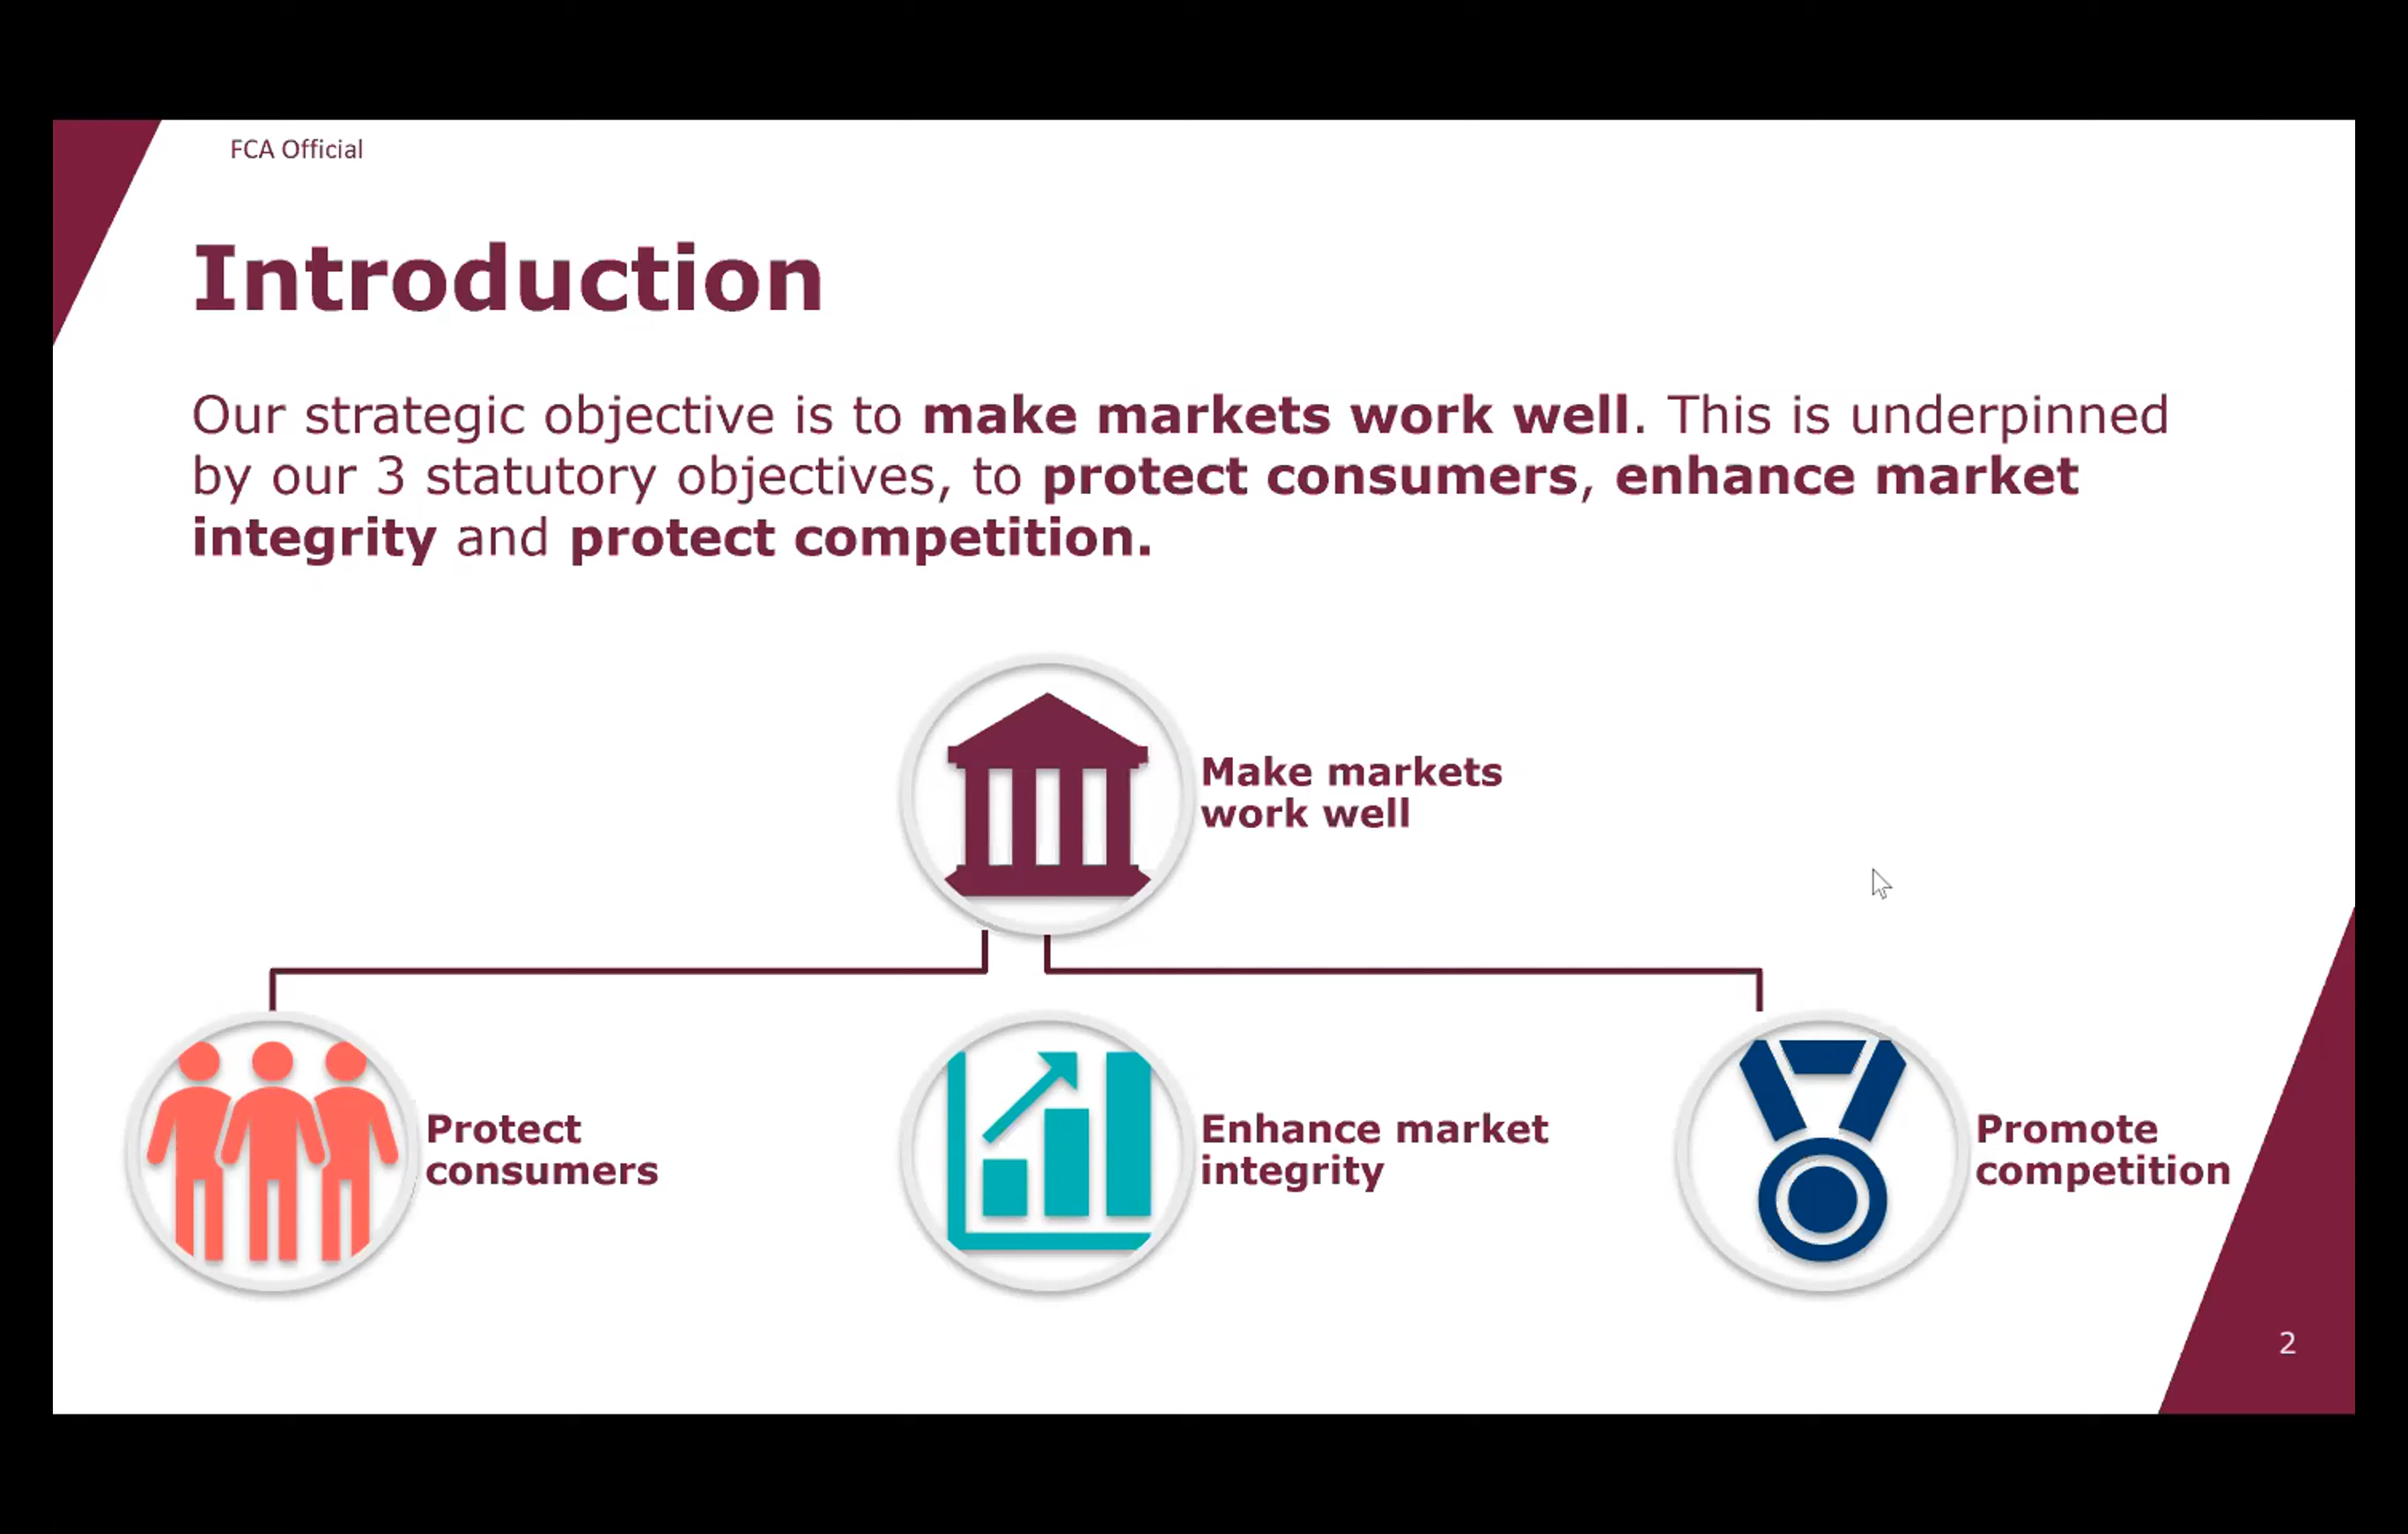 FCA Official
Introduction
Our strategic objective is to make markets work well. This is underpinned
by our 3 statutory objectives, to protect consumers, enhance market
integrity and protect competition.
Make markets
work well
Protect
consumers
Enhance market
integrity
Promote
competition
2